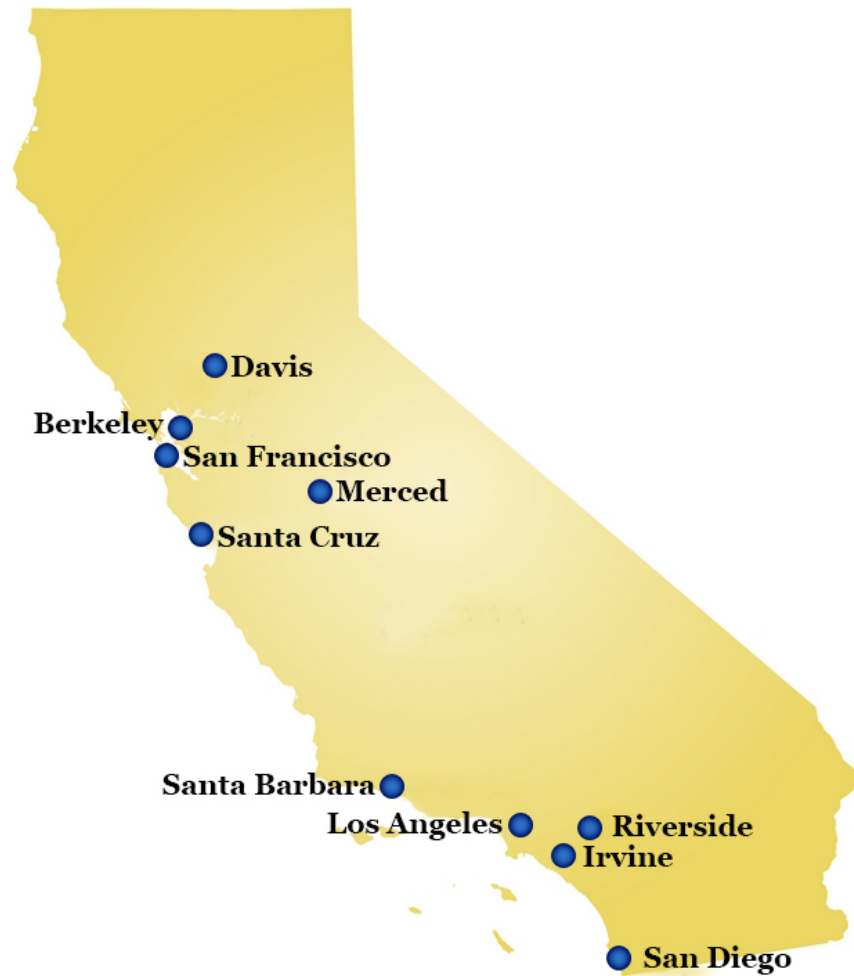 Davis
Berkeley
San Francisco
Merced
Santa Cruz
Santa Barbara
Los Angeles
Riverside
Irvine
San Diego